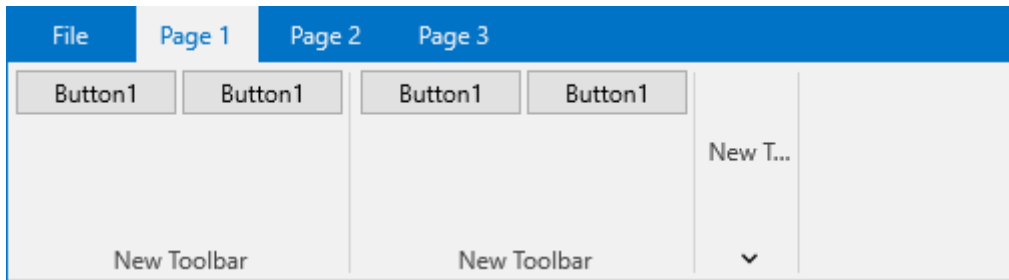 File Page 1 Page 2 Page 3
Button1 Button1 Button1 Button1
New T...
New Toolbar New Toolbar